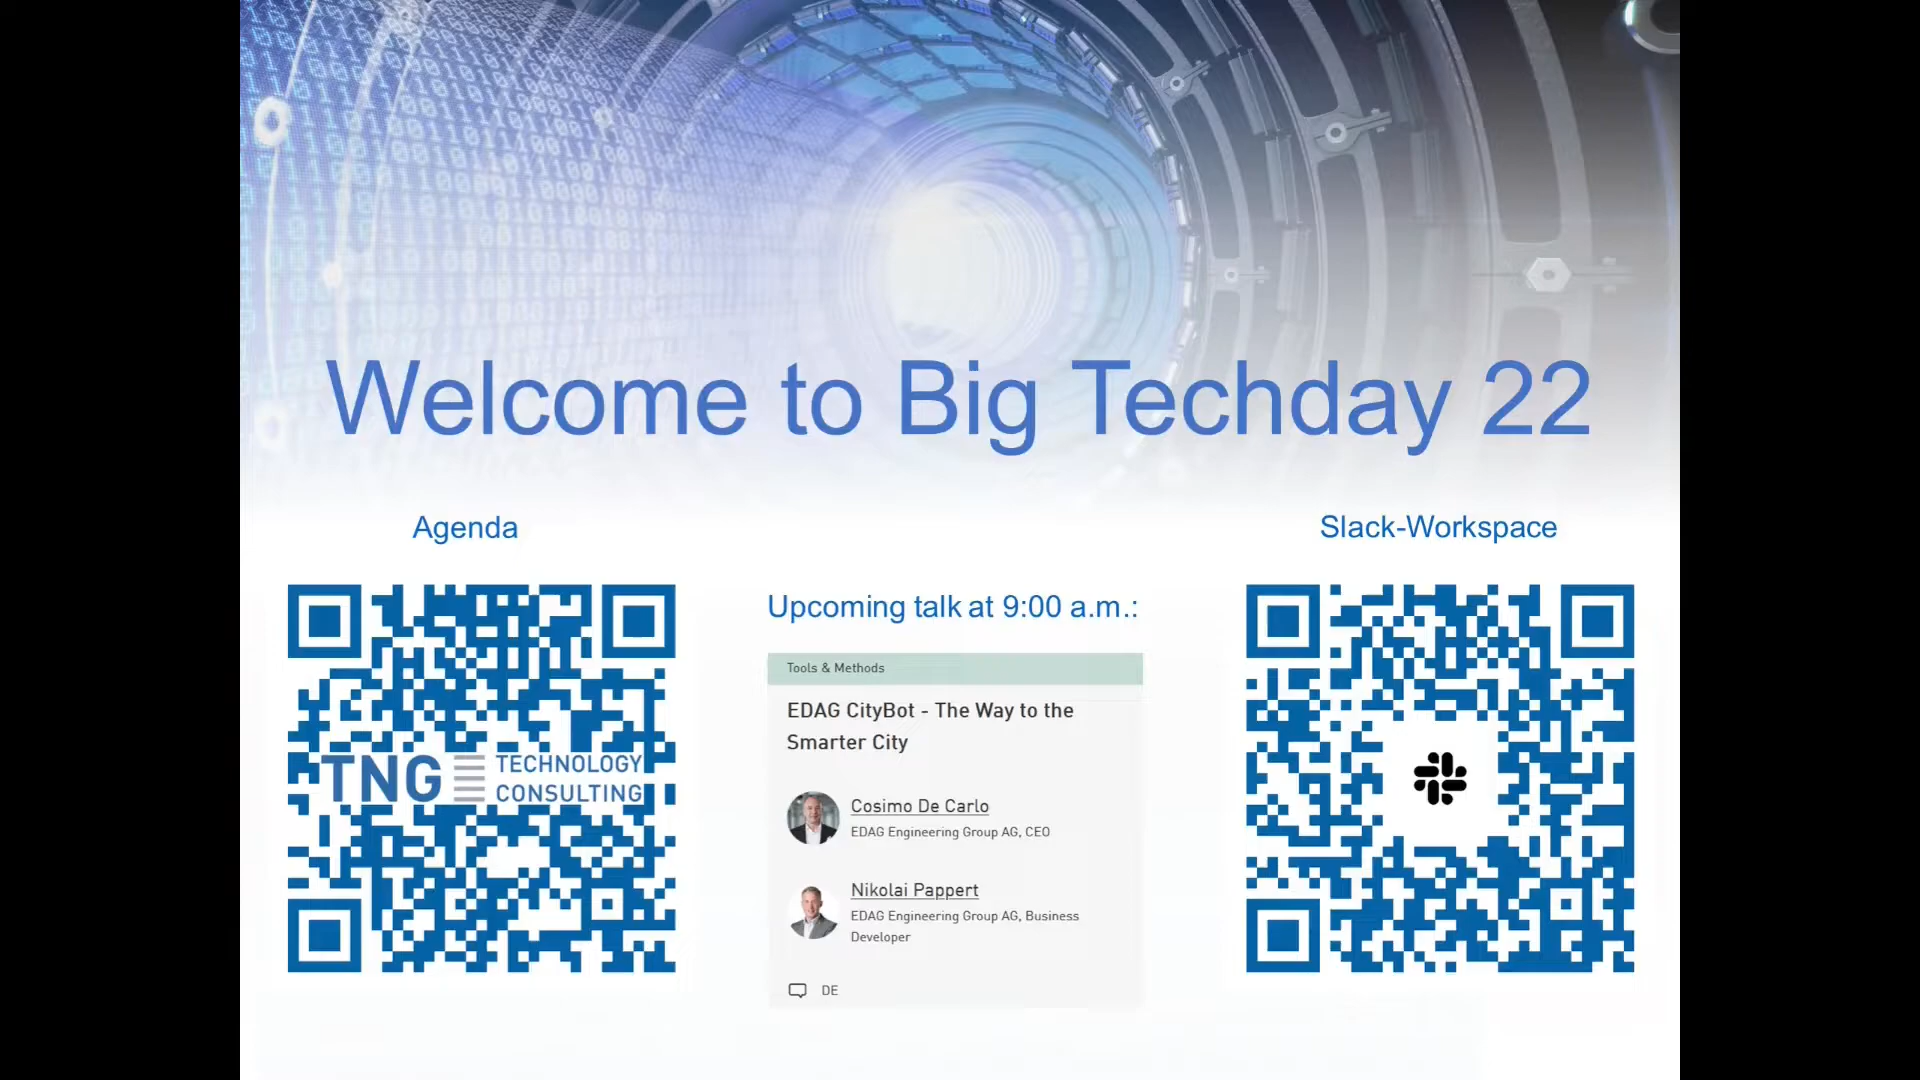 Welcome to Big Techday 22
Agenda
Slack-Workspace
Upcoming talk at 9:00 a.m.:
Tools & Methods
EDAG CityBot - The Way to the
Smarter City
TNG TECHNOLOGY
CONSULTING
Cosimo De Carlo
EDAG Engineering Group AG, CEO
Nikolai Pappert
EDAG Engineering Group AG, Business
Developer
DE